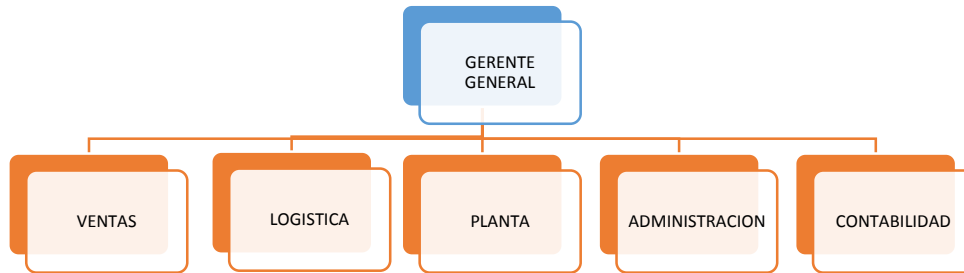 GERENTE
GENERAL
VENTAS
LOGISTICA
PLANTA
ADMINISTRACION
CONTABILIDAD